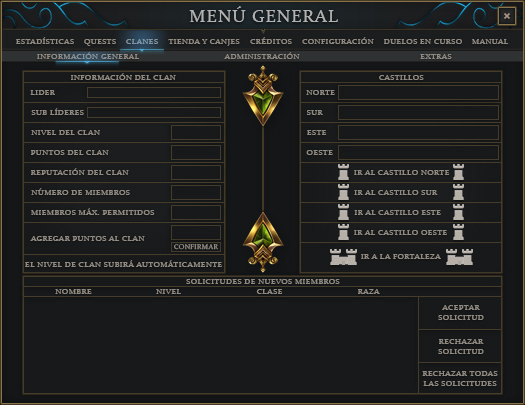 MENÚ GENERAL
ESTADÍSTICAS QUESTS CLANES TIENDA Y CANJES CRÉDITOS CONFIGURACIÓN DUELOS EN CURSO MANUAL
INFORMACIÓN GENERAL ADMINISTRACIÓN EXTRAS
INFORMACIÓN DEL CLAN
LIDER
SUB LÍDERES
NIVEL DEL CLAN
PUNTOS DEL CLAN
REPUTACIÓN DEL CLAN
NÚMERO DE MIEMBROS
MIEMBROS MÁX. PERMITIDOS
AGREGAR PUNTOS AL CLAN
CONFIRMAR
EL NIVEL DE CLAN SUBIRÁ AUTOMÁTICAMENTE
CASTILLOS
NORTE
SUR
ESTE
OESTE
IR AL CASTILLO NORTE
IR AL CASTILLO SUR
IR AL CASTILLO ESTE
IR AL CASTILLO OESTE
IR A LA FORTALEZA
SOLICITUDES DE NUEVOS MIEMBROS
NOMBRE NIVEL CLASE RAZA
ACEPTAR
SOLICITUD
RECHAZAR
SOLICITUD
RECHAZAR TODAS
LAS SOLICITUDES